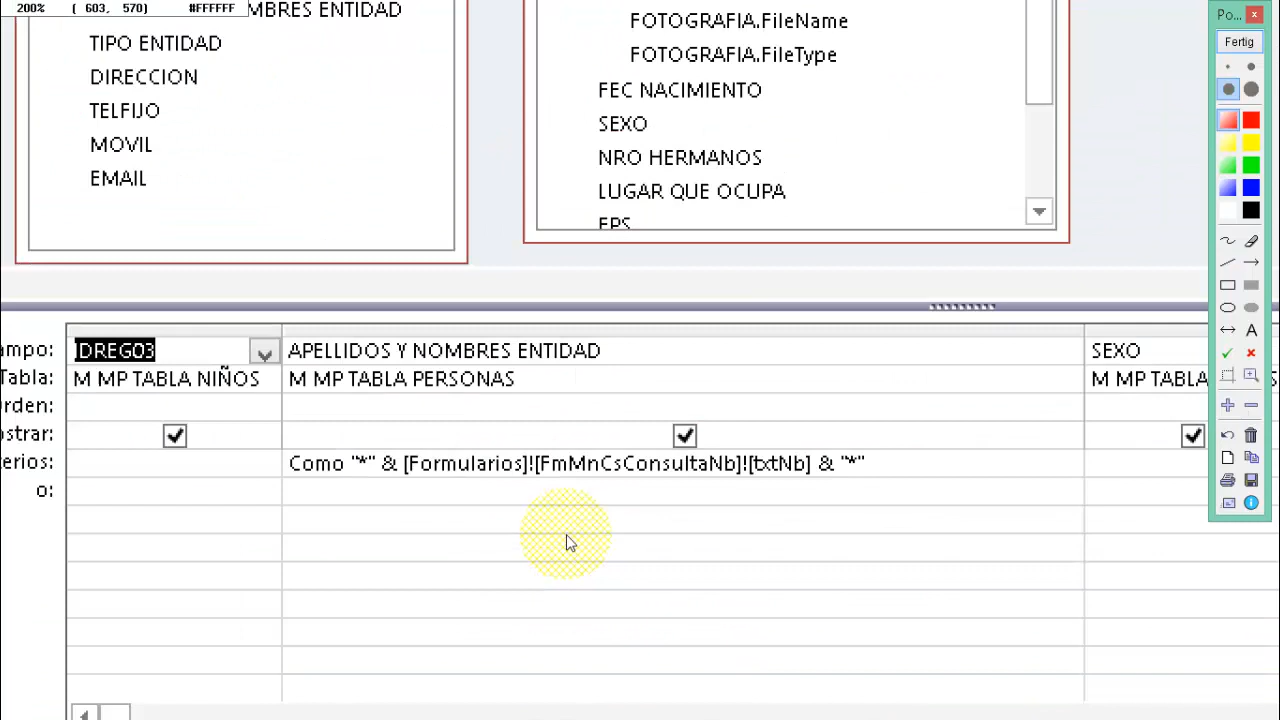 200% ( 603, 570) #FFFFFF
MBRES ENTIDAD
TIPO ENTIDAD
DIRECCION
TELFIJO
MOVIL
EMAIL
FOTOGRAFIA.FileName
FOTOGRAFIA.FileType
FEC NACIMIENTO
SEXO
NRO HERMANOS
LUGAR QUE OCUPA
EPS
Po...
Fertig
A
ampo: IDREG03 APELLIDOS Y NOMBRES ENTIDAD SEXO
Tabla: M MP TABLA NIÑOS M MP TABLA PERSONAS M MP TABLA
rden:
ostrar:
terios: Como "*" & [Formularios]![FmMnCsConsultaNb]![txtNb] & "*"
o: